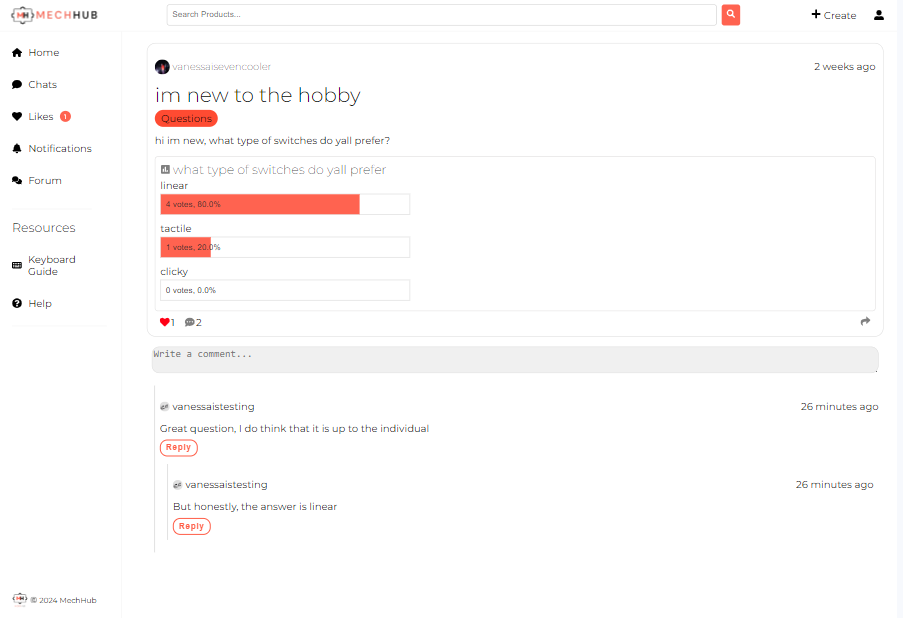 MH MECHHUB
Search Products...
Create
Home
Chats
Likes 1
Notifications
Forum
Resources
Keyboard
Guide
Help
© 2024 MechHub
vanessaisevencooler
2 weeks ago
im new to the hobby
Questions
hi im new, what type of switches do yall prefer?
what type of switches do yall prefer
linear
4 votes, 80.0%
tactile
1 votes, 20.0%
clicky
0 votes, 0.0%
1 2
Write a comment...
vanessaistesting
26 minutes ago
Great question, I do think that it is up to the individual
Reply
vanessaistesting
26 minutes ago
But honestly, the answer is linear
Reply